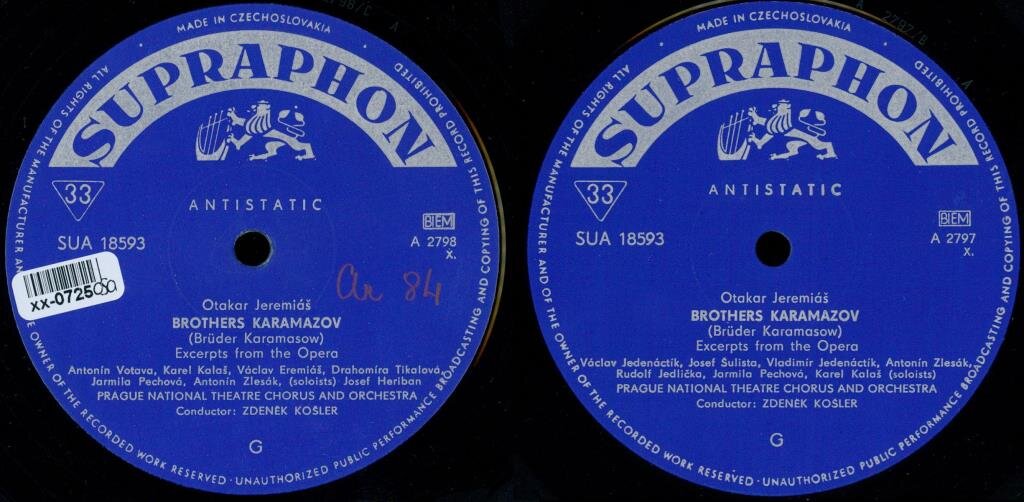 MADE IN CZECHOSLOVAKIA
SUPRAPHON
33
ANTISTATIC
SUA 18593
BIEM
A 2798
X.
xx-0725
Ar 84
Otakar Jeremiáš
BROTHERS KARAMAZOV
(Brüder Karamasow)
Excerpts from the Opera
Antonín Votava, Karel Kalaš, Václav Eremiáš, Drahomíra Tikalová,
Jarmila Pechová, Antonín Zlesák, (soloists) Josef Heriban
PRAGUE NATIONAL THEATRE CHORUS AND ORCHESTRA
Conductor: ZDENĚK KOŠLER
G
ALL RIGHTS OF THE MANUFACTURER AND OF THE OWNER OF THE RECORDED WORK RESERVED · UNAUTHORIZED PUBLIC PERFORMANCE BROADCASTING AND COPYING OF THIS RECORD PROHIBITED
A 2797/B
MADE IN CZECHOSLOVAKIA
SUPRAPHON
33
ANTISTATIC
SUA 18593
BIEM
A 2797
X.
Otakar Jeremiáš
BROTHERS KARAMAZOV
(Brüder Karamasow)
Excerpts from the Opera
Václav Jedenáctík, Josef Šulista, Vladimír Jedenáctík, Antonín Zlesák,
Rudolf Jedlička, Jarmila Pechová, Karel Kalaš (soloists)
PRAGUE NATIONAL THEATRE CHORUS AND ORCHESTRA
Conductor: ZDENĚK KOŠLER
G
ALL RIGHTS OF THE MANUFACTURER AND OF THE OWNER OF THE RECORDED WORK RESERVED · UNAUTHORIZED PUBLIC PERFORMANCE BROADCASTING AND COPYING OF THIS RECORD PROHIBITED